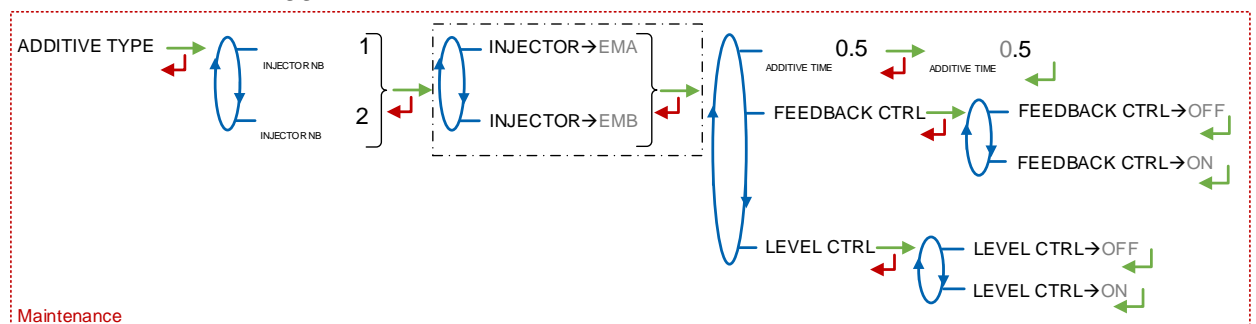 ADDITIVE TYPE
INJECTOR NB 1
INJECTOR NB 2
INJECTOR→EMA
INJECTOR→EMB
ADDITIVE TIME 0.5
ADDITIVE TIME 0.5
FEEDBACK CTRL
FEEDBACK CTRL→OFF
FEEDBACK CTRL→ON
LEVEL CTRL
LEVEL CTRL→OFF
LEVEL CTRL→ON
Maintenance